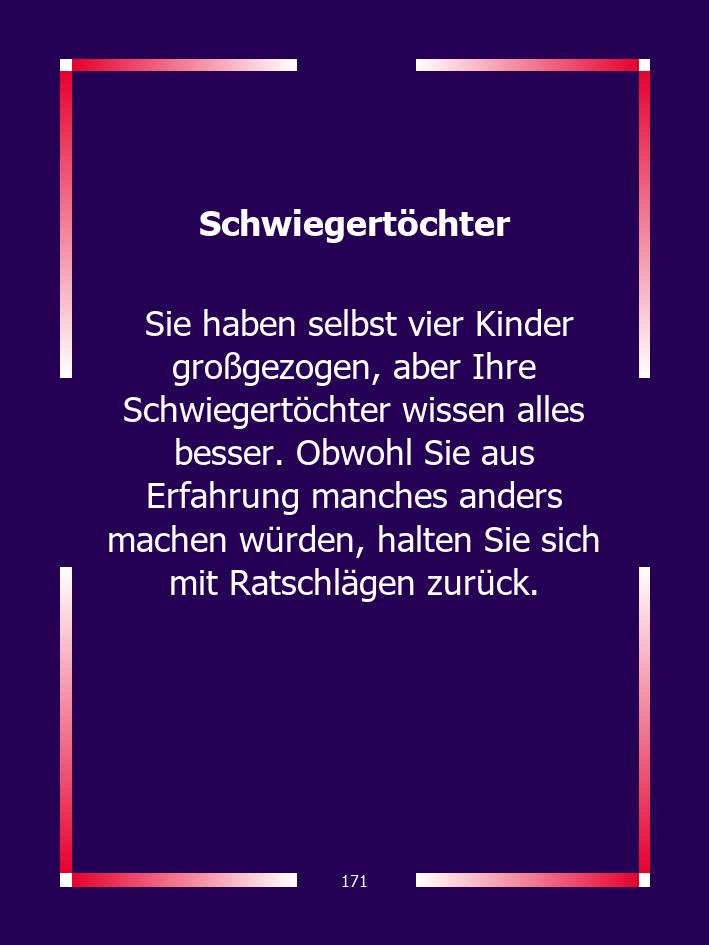 Schwiegertöchter
Sie haben selbst vier Kinder
großgezogen, aber Ihre
Schwiegertöchter wissen alles
besser. Obwohl Sie aus
Erfahrung manches anders
machen würden, halten Sie sich
mit Ratschlägen zurück.
171